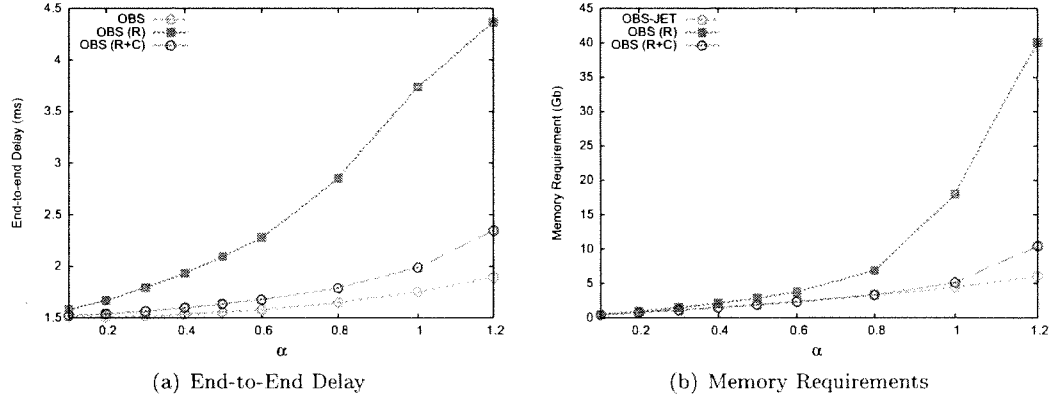 OBS
OBS (R)
OBS (R+C)
4.5
4
3.5
3
2.5
2
1.5
End-to-end Delay (ms)
0.2
0.4
0.6
0.8
1
1.2
α
(a) End-to-End Delay
OBS-JET
OBS (R)
OBS (R+C)
45
40
35
30
25
20
15
10
5
0
Memory Requirement (Gb)
0.2
0.4
0.6
0.8
1
1.2
α
(b) Memory Requirements